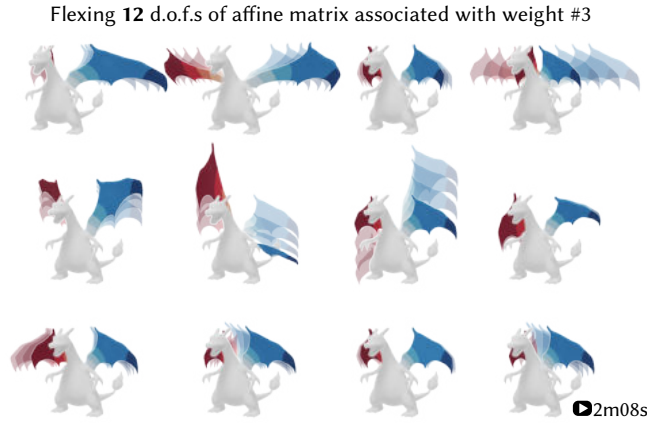 Flexing 12 d.o.f.s of affine matrix associated with weight #3
2m08s